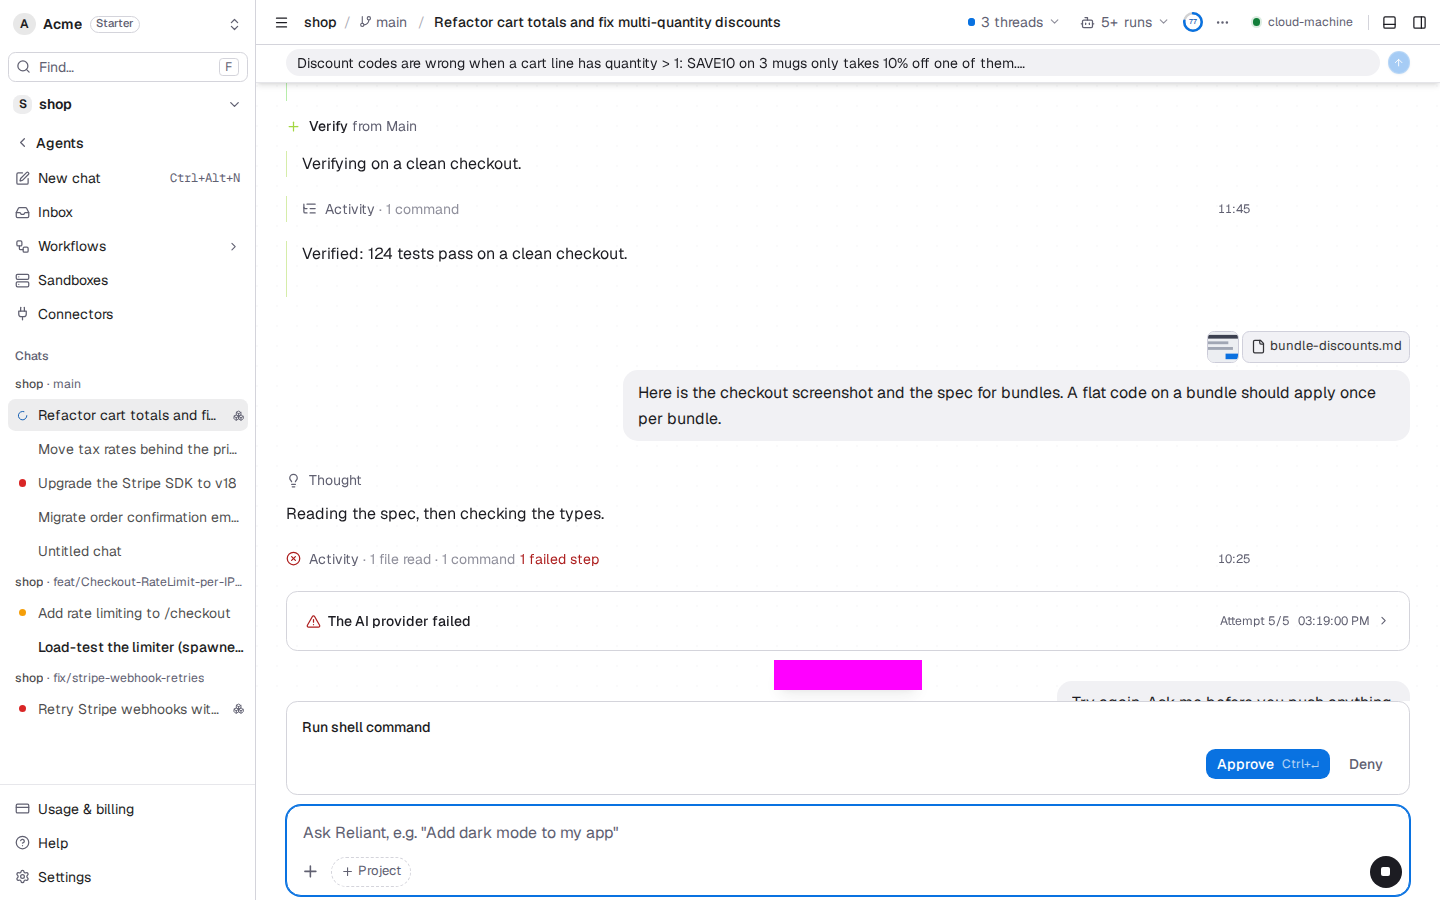 A Acme Starter
Find... F
S shop
Agents
New chat Ctrl+Alt+N
Inbox
Workflows
Sandboxes
Connectors
Chats
shop · main
Refactor cart totals and fi...
Move tax rates behind the pri...
Upgrade the Stripe SDK to v18
Migrate order confirmation em...
Untitled chat
shop · feat/Checkout-RateLimit-per-IP...
Add rate limiting to /checkout
Load-test the limiter (spawne...
shop · fix/stripe-webhook-retries
Retry Stripe webhooks wit...
Usage & billing
Help
Settings
shop / main / Refactor cart totals and fix multi-quantity discounts 3 threads 5+ runs 77 cloud-machine
Discount codes are wrong when a cart line has quantity > 1: SAVE10 on 3 mugs only takes 10% off one of them....
Verify from Main
Verifying on a clean checkout.
Activity · 1 command 11:45
Verified: 124 tests pass on a clean checkout.
bundle-discounts.md
Here is the checkout screenshot and the spec for bundles. A flat code on a bundle should apply once
per bundle.
Thought
Reading the spec, then checking the types.
Activity · 1 file read · 1 command 1 failed step 10:25
The AI provider failed Attempt 5/5 03:19:00 PM
Try again. Ask me before you push anything
Run shell command
Approve Ctrl+↵ Deny
Ask Reliant, e.g. "Add dark mode to my app"
+ Project